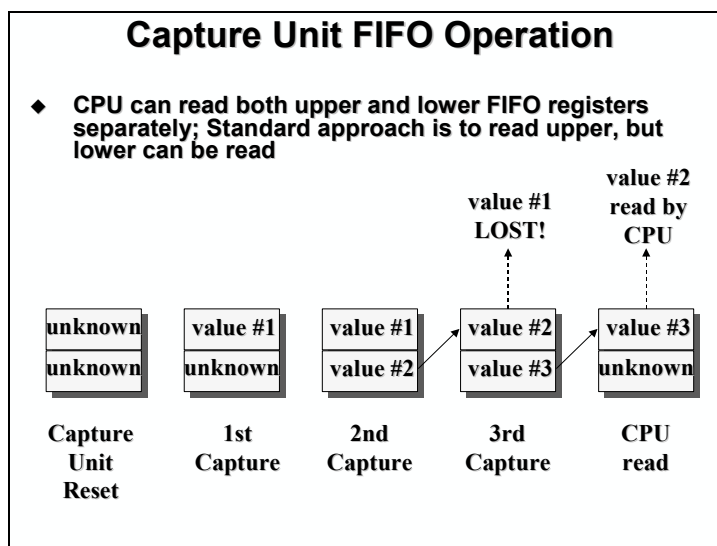 Capture Unit FIFO Operation
◆ CPU can read both upper and lower FIFO registers
separately; Standard approach is to read upper, but
lower can be read
value #1
LOST!
value #2
read by
CPU
unknown
unknown
Capture
Unit
Reset
value #1
unknown
1st
Capture
value #1
value #2
2nd
Capture
value #2
value #3
3rd
Capture
value #3
unknown
CPU
read